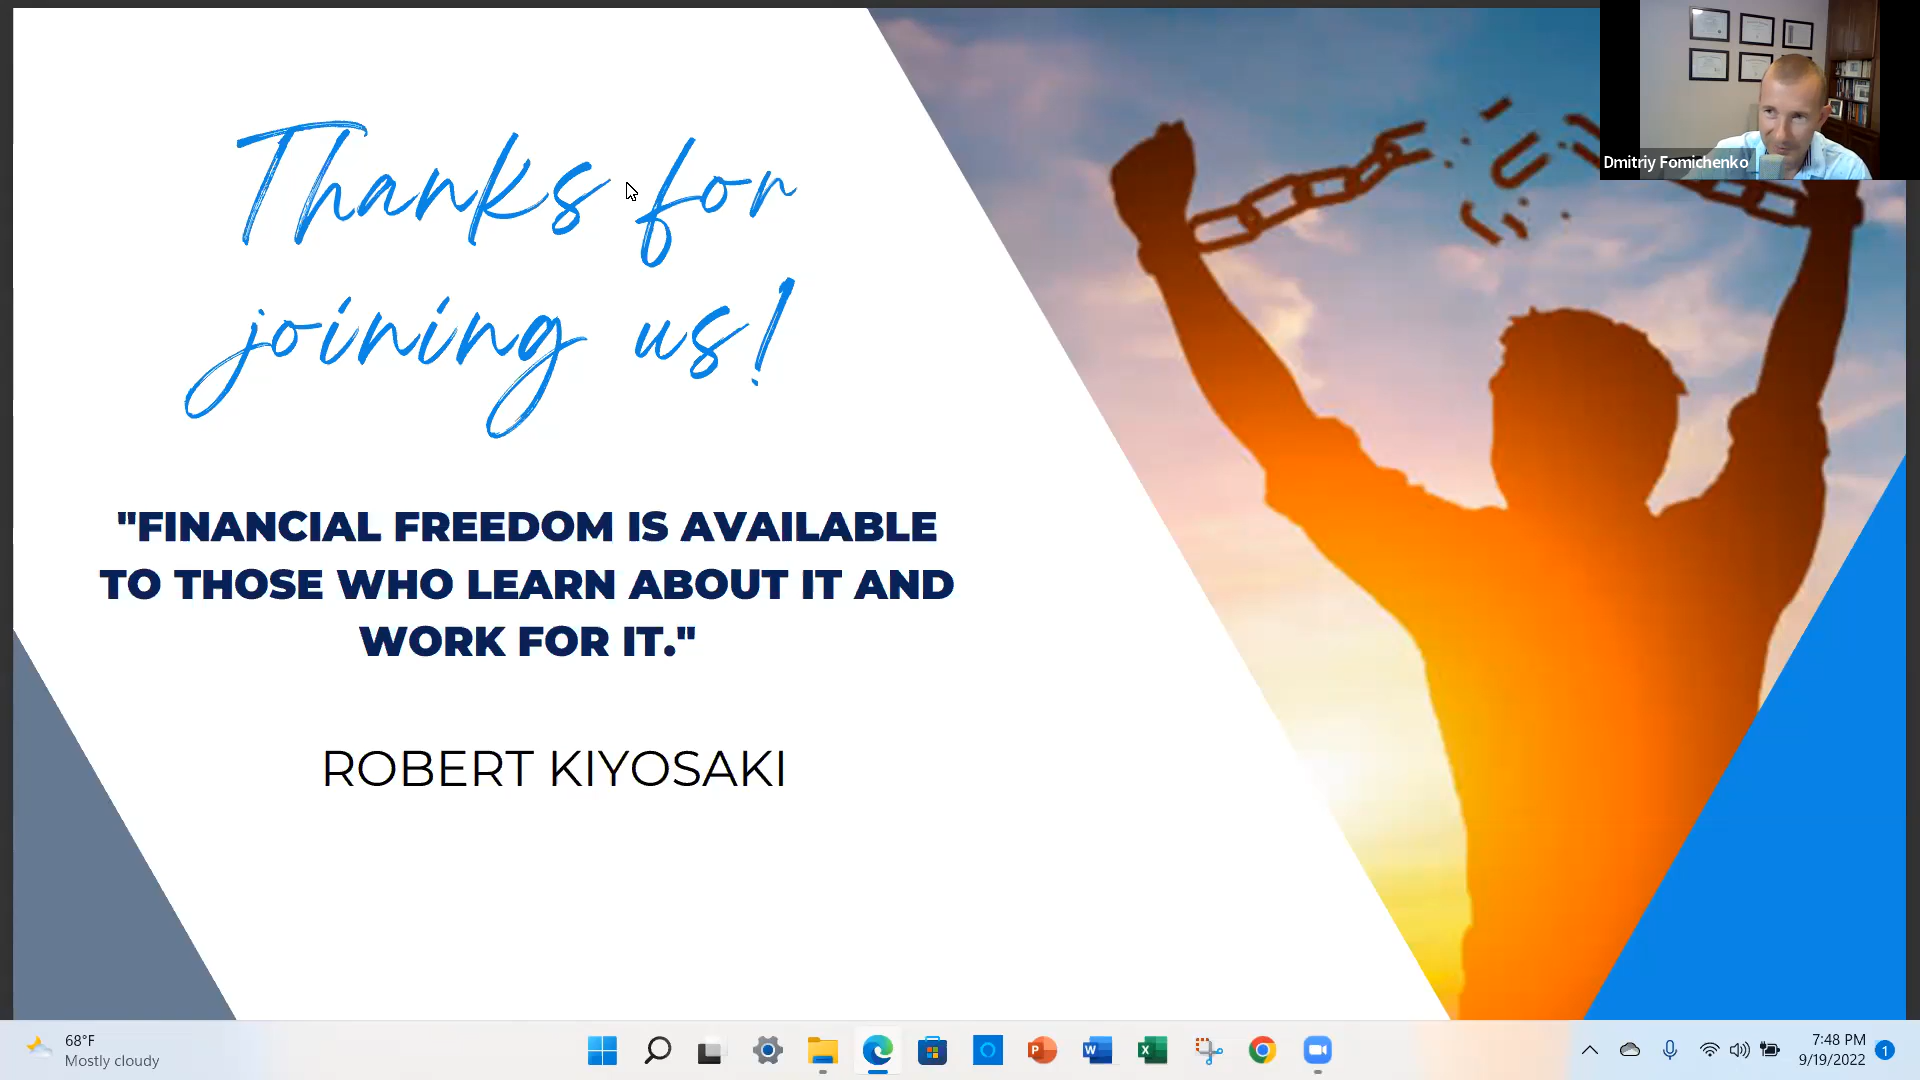 Thanks for
joining us!
"FINANCIAL FREEDOM IS AVAILABLE
TO THOSE WHO LEARN ABOUT IT AND
WORK FOR IT."
ROBERT KIYOSAKI
Dmitriy Fomichenko
68°F
Mostly cloudy
7:48 PM
9/19/2022
1